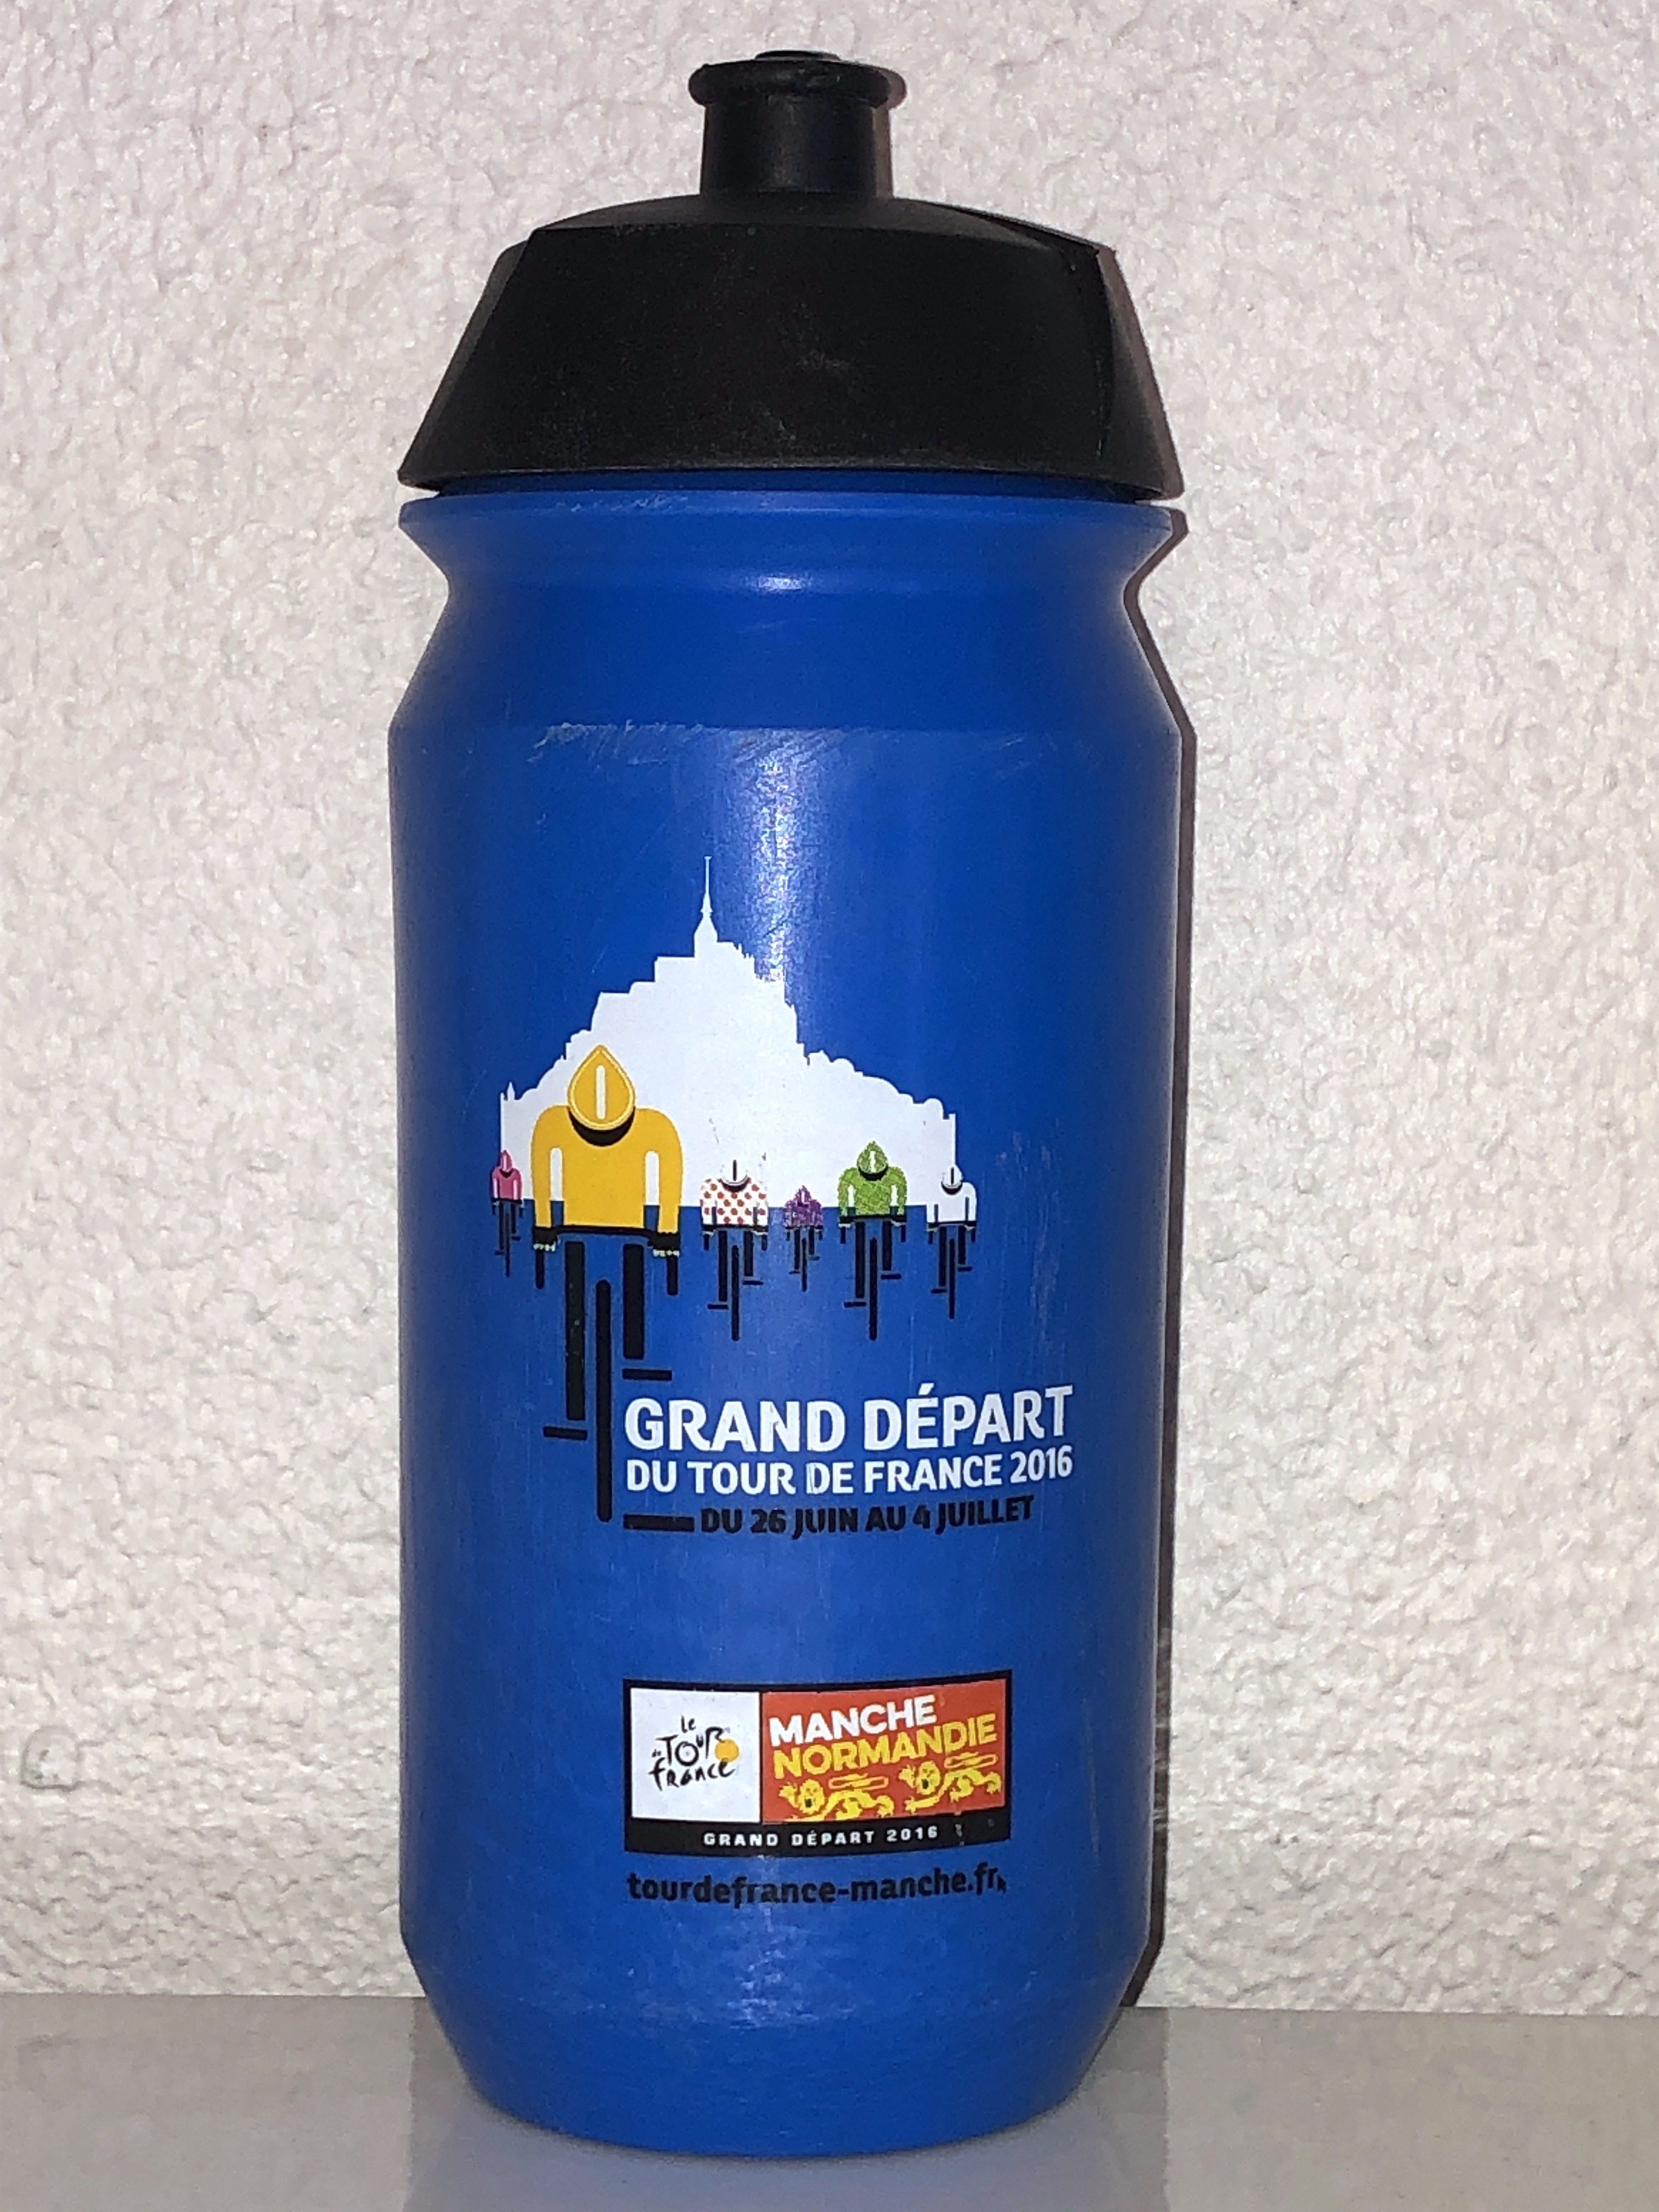 GRAND DÉPART
DU TOUR DE FRANCE 2016
DU 26 JUIN AU 4 JUILLET
Le
de TOUR
france
MANCHE
NORMANDIE
GRAND DÉPART 2016
tourdefrance-manche.fr